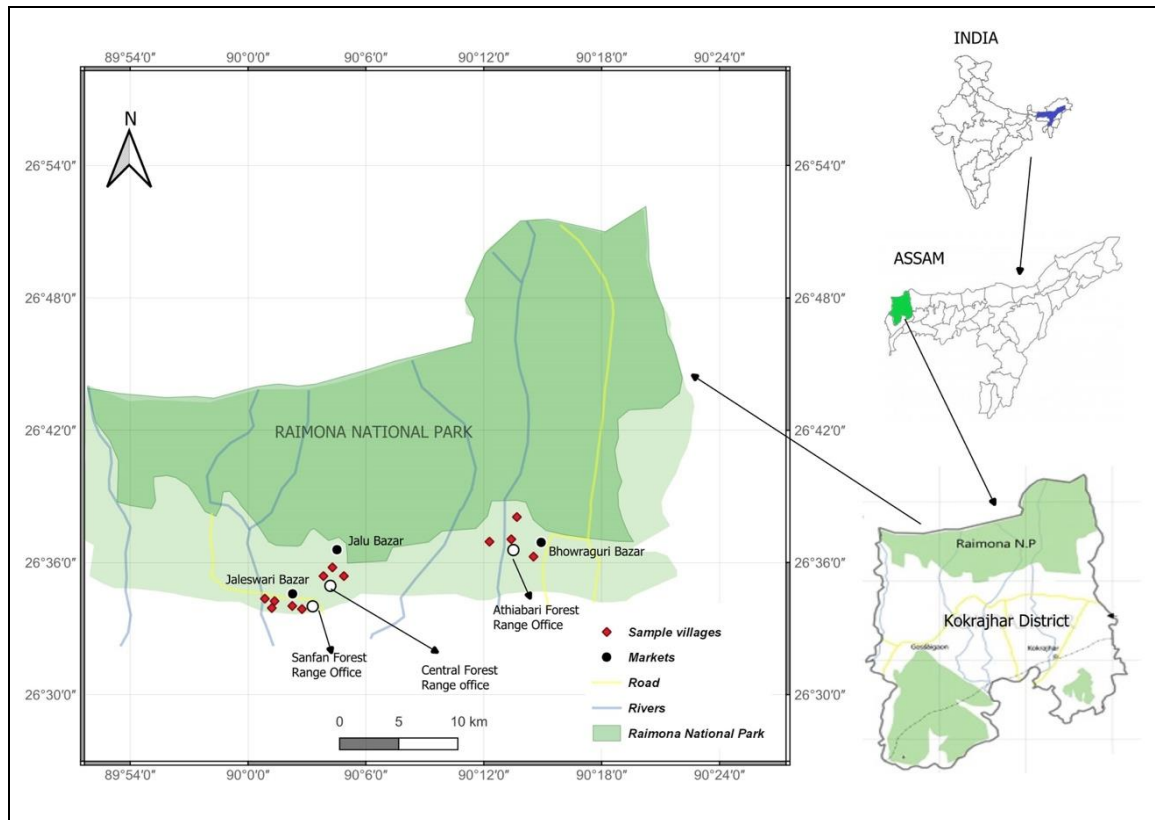 89°54′0″ 90°0′0″ 90°6′0″ 90°12′0″ 90°18′0″ 90°24′0″
INDIA
N
26°54′0″ 26°54′0″
ASSAM
26°48′0″ 26°48′0″
RAIMONA NATIONAL PARK
26°42′0″ 26°42′0″
Raimona N.P
Jalu Bazar
Bhowraguri Bazar
26°36′0″ 26°36′0″
Jaleswari Bazar
Athiabari Forest
Range Office
Kokrajhar District
Gossaigaon
Kokrajhar
Sanfan Forest
Range Office
Central Forest
Range office
Sample villages
Markets
Road
Rivers
Raimona National Park
26°30′0″ 26°30′0″
0 5 10 km
89°54′0″ 90°0′0″ 90°6′0″ 90°12′0″ 90°18′0″ 90°24′0″